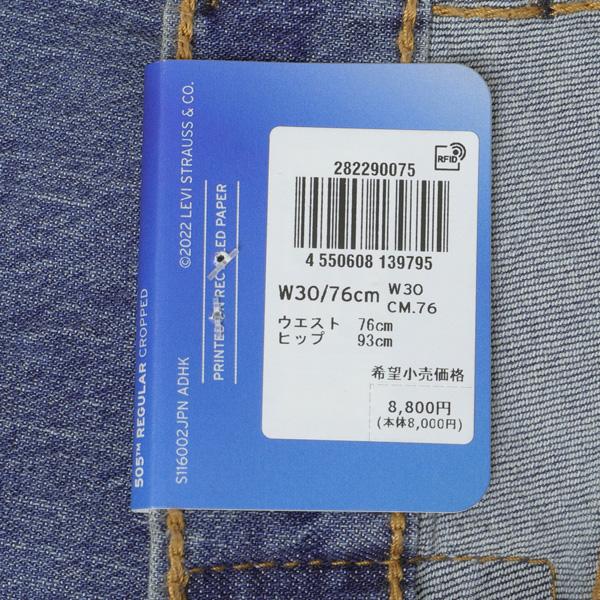 ©2022 LEVI STRAUSS & CO.
PRINTED ON RECYCLED PAPER
505™ REGULAR CROPPED
S116002JPN ADHK
RFID
282290075
4 550608 139795
W30/76cm W30
CM.76
ウエスト 76cm
ヒップ 93cm
希望小売価格
8,800円
(本体8,000円)